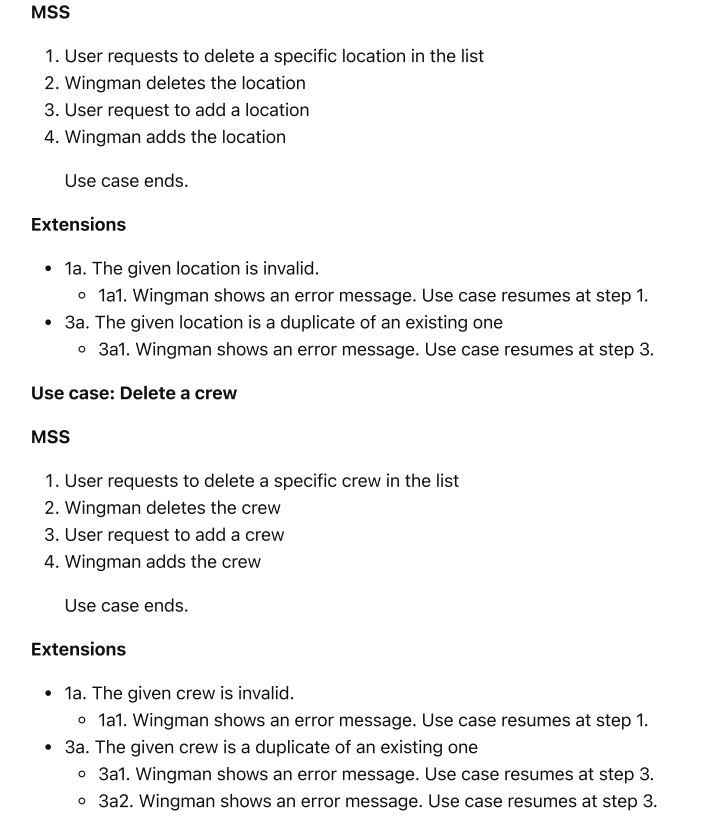 MSS
1. User requests to delete a specific location in the list
2. Wingman deletes the location
3. User request to add a location
4. Wingman adds the location
Use case ends.
Extensions
• 1a. The given location is invalid.
◦ 1a1. Wingman shows an error message. Use case resumes at step 1.
• 3a. The given location is a duplicate of an existing one
◦ 3a1. Wingman shows an error message. Use case resumes at step 3.
Use case: Delete a crew
MSS
1. User requests to delete a specific crew in the list
2. Wingman deletes the crew
3. User request to add a crew
4. Wingman adds the crew
Use case ends.
Extensions
• 1a. The given crew is invalid.
◦ 1a1. Wingman shows an error message. Use case resumes at step 1.
• 3a. The given crew is a duplicate of an existing one
◦ 3a1. Wingman shows an error message. Use case resumes at step 3.
◦ 3a2. Wingman shows an error message. Use case resumes at step 3.